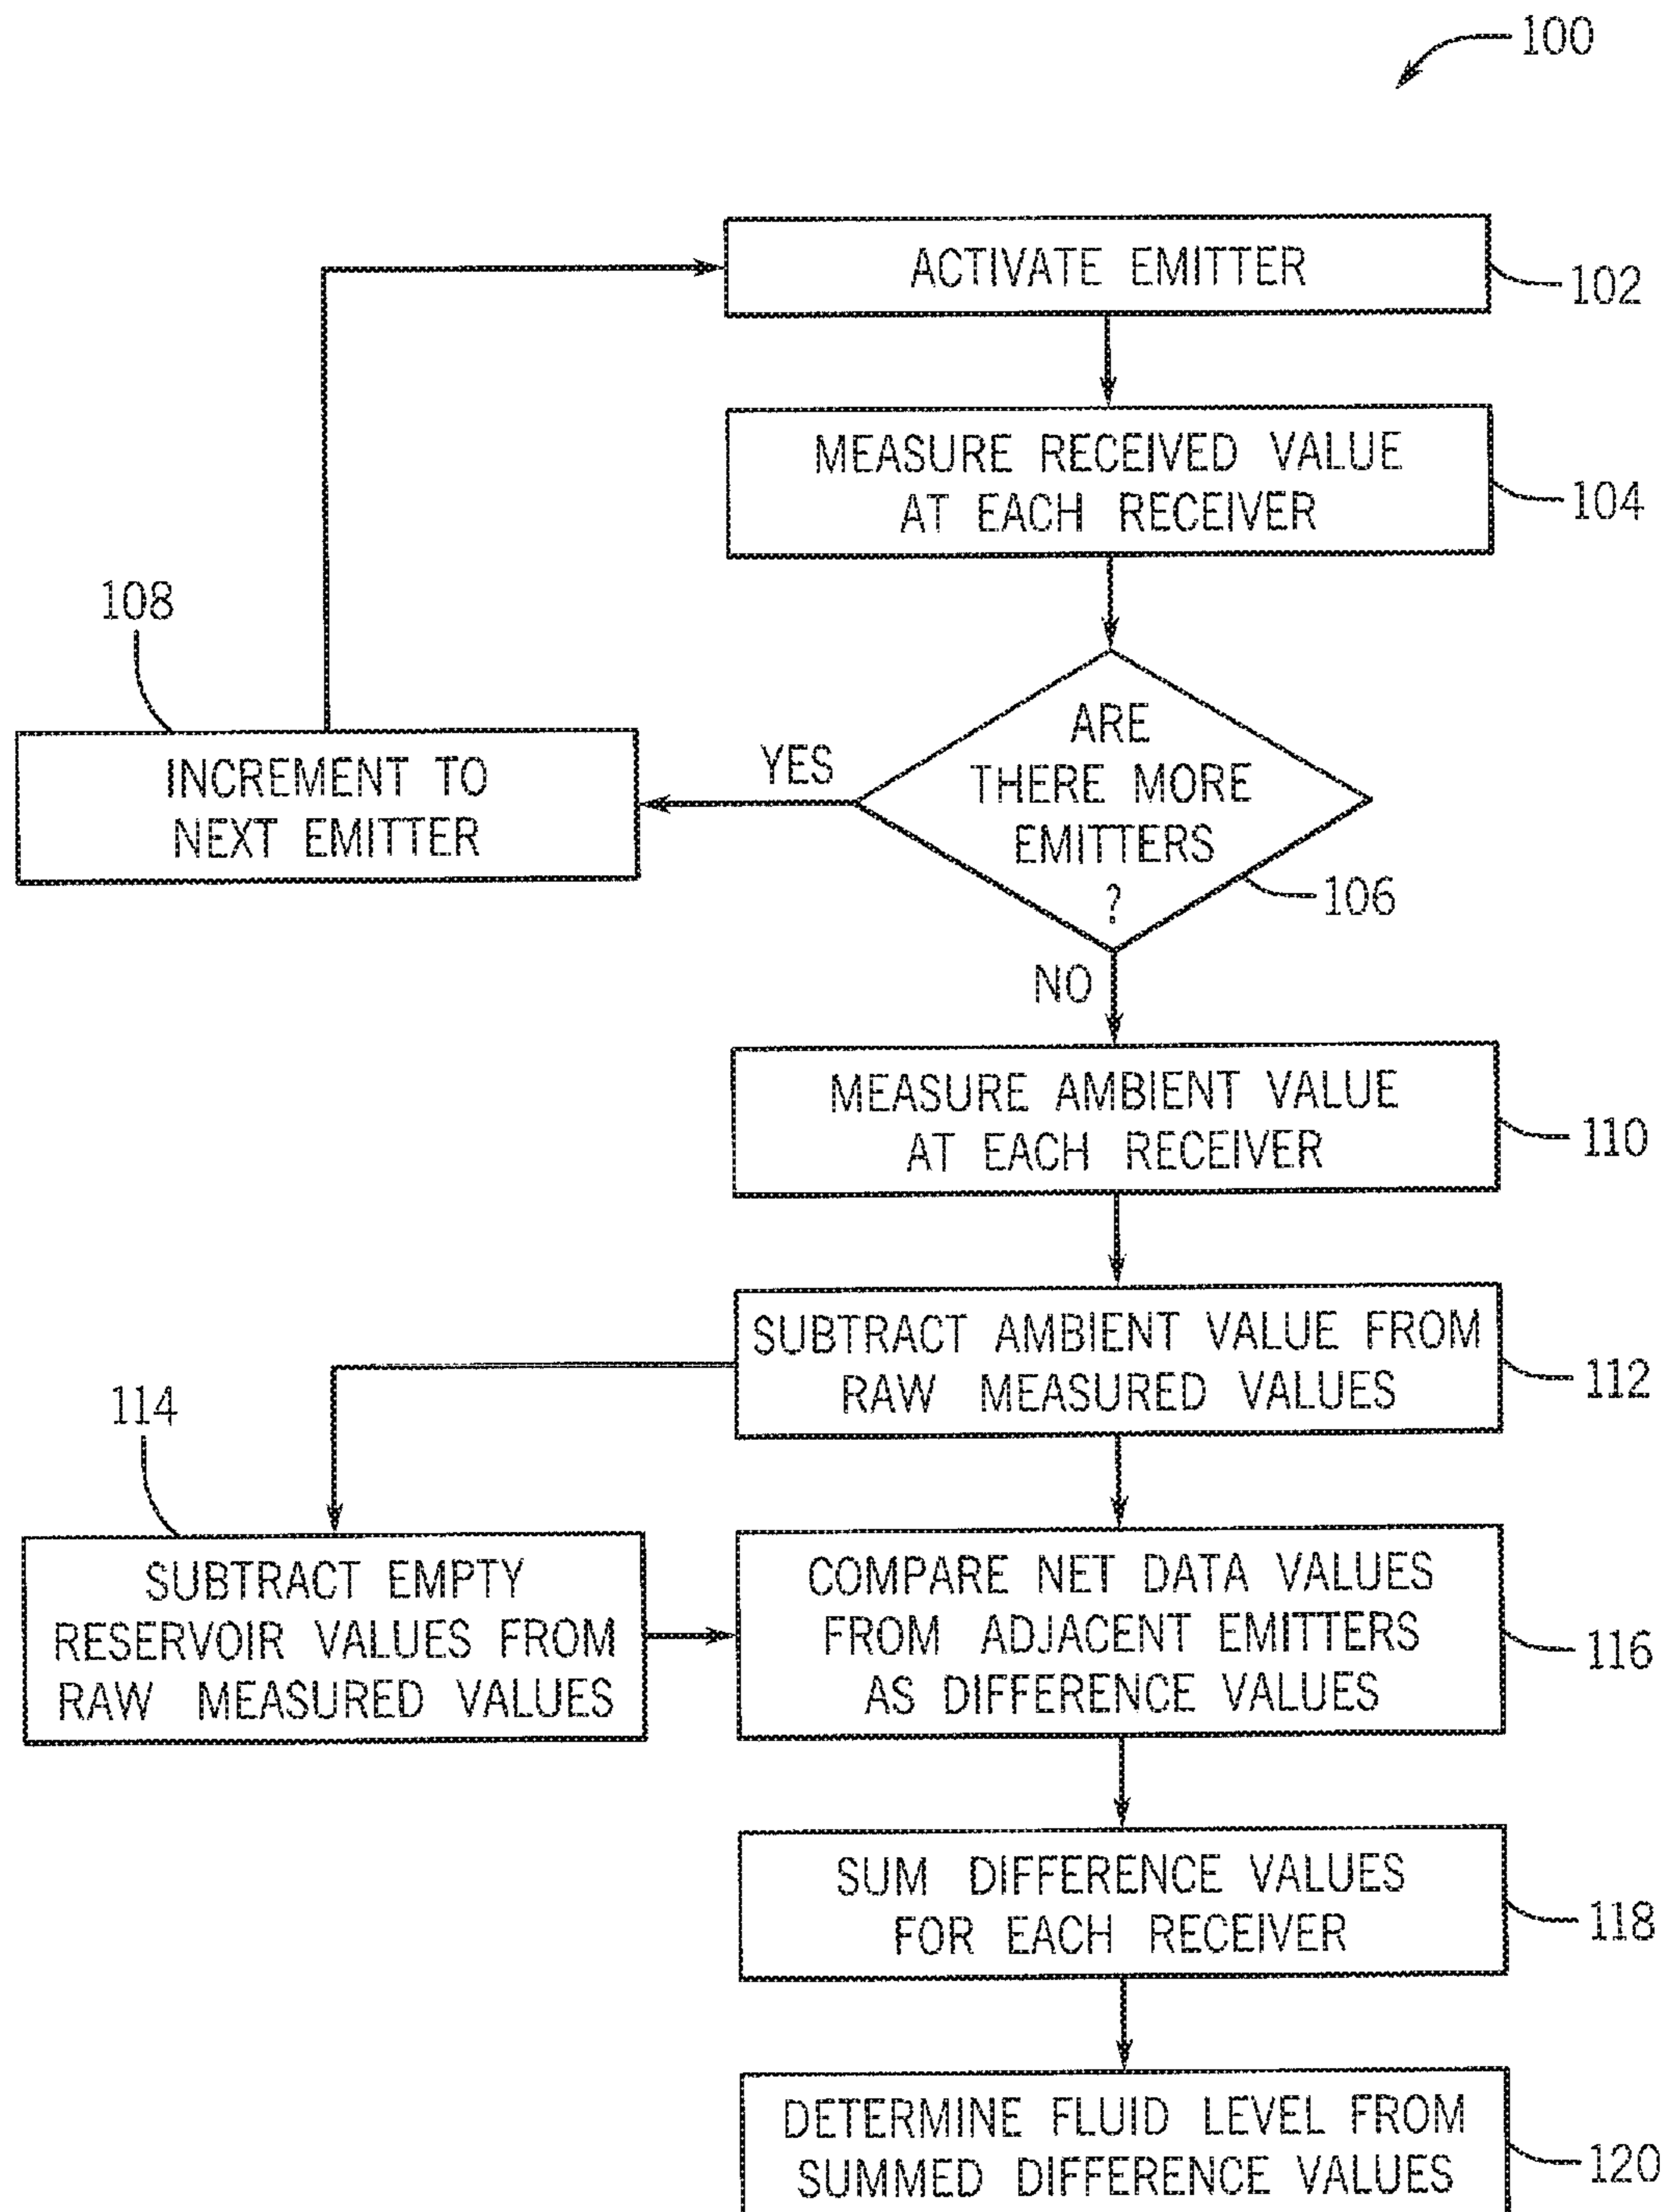 100
ACTIVATE EMITTER
102
MEASURE RECEIVED VALUE
AT EACH RECEIVER
104
108
INCREMENT TO
NEXT EMITTER
YES
ARE
THERE MORE
EMITTERS
?
106
NO
MEASURE AMBIENT VALUE
AT EACH RECEIVER
110
SUBTRACT AMBIENT VALUE FROM
RAW MEASURED VALUES
112
114
SUBTRACT EMPTY
RESERVOIR VALUES FROM
RAW MEASURED VALUES
COMPARE NET DATA VALUES
FROM ADJACENT EMITTERS
AS DIFFERENCE VALUES
116
SUM DIFFERENCE VALUES
FOR EACH RECEIVER
118
DETERMINE FLUID LEVEL FROM
SUMMED DIFFERENCE VALUES
120